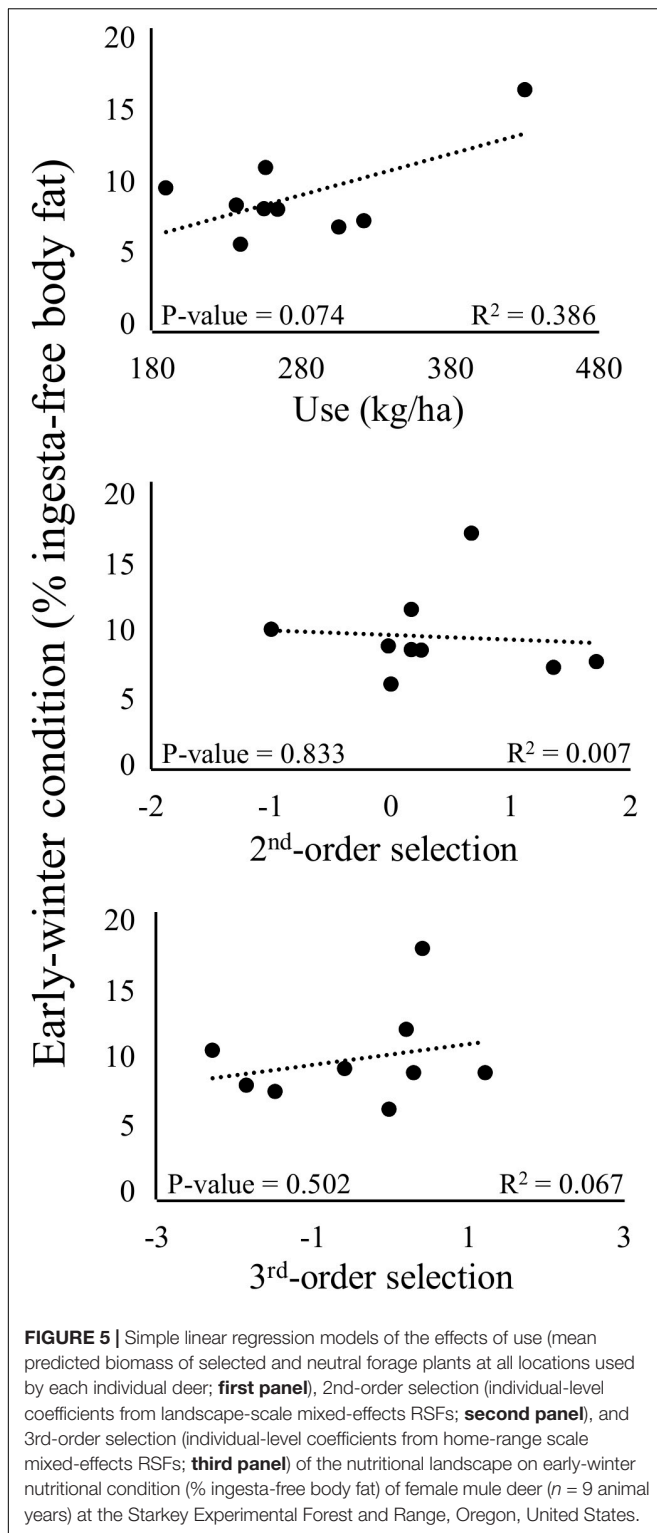 Early-winter condition (% ingesta-free body fat)
20
15
10
5
0
P-value = 0.074 R² = 0.386
180 280 380 480
Use (kg/ha)
20
15
10
5
0
P-value = 0.833 R² = 0.007
-2 -1 0 1 2
2nd-order selection
20
15
10
5
0
P-value = 0.502 R² = 0.067
-3 -1 1 3
3rd-order selection
FIGURE 5 | Simple linear regression models of the effects of use (mean
predicted biomass of selected and neutral forage plants at all locations used
by each individual deer; first panel), 2nd-order selection (individual-level
coefficients from landscape-scale mixed-effects RSFs; second panel), and
3rd-order selection (individual-level coefficients from home-range scale
mixed-effects RSFs; third panel) of the nutritional landscape on early-winter
nutritional condition (% ingesta-free body fat) of female mule deer (n = 9 animal
years) at the Starkey Experimental Forest and Range, Oregon, United States.